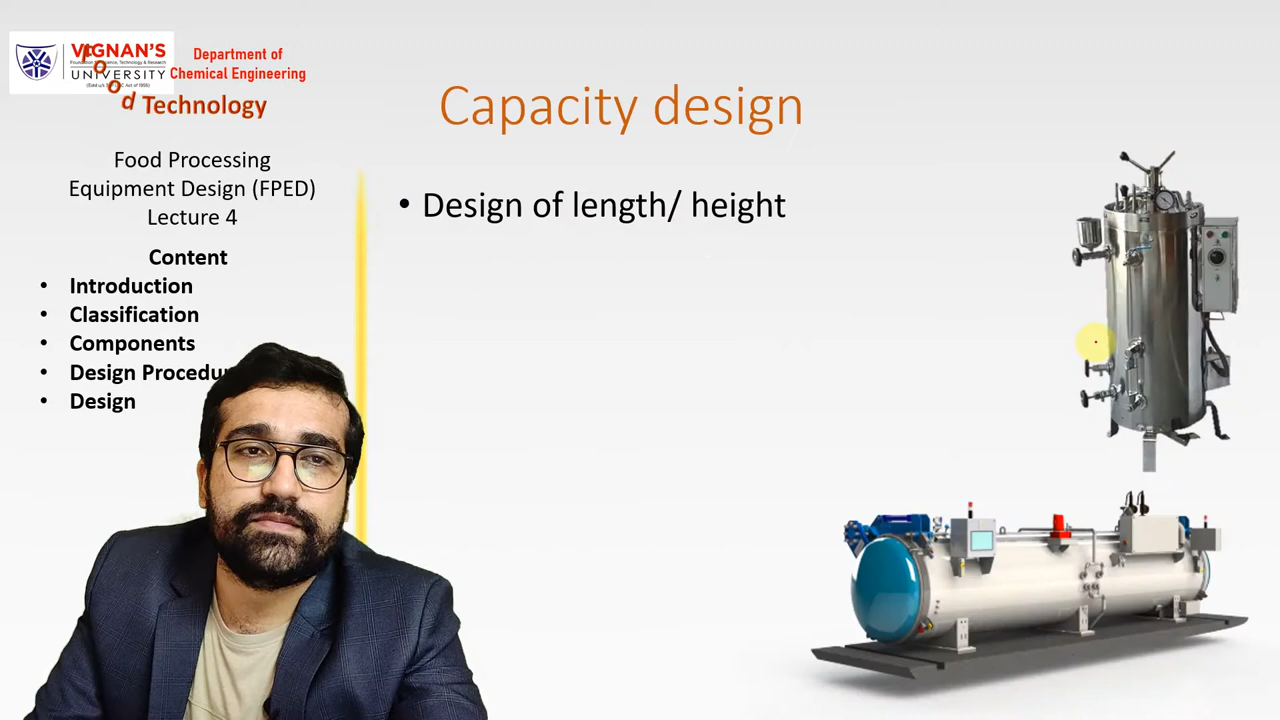 VIGNAN'S
UNIVERSITY
Department of
Chemical Engineering
Food
Technology
Food Processing
Equipment Design (FPED)
Lecture 4
Content
• Introduction
• Classification
• Components
• Design Procedu
• Design
Capacity design
• Design of length/ height